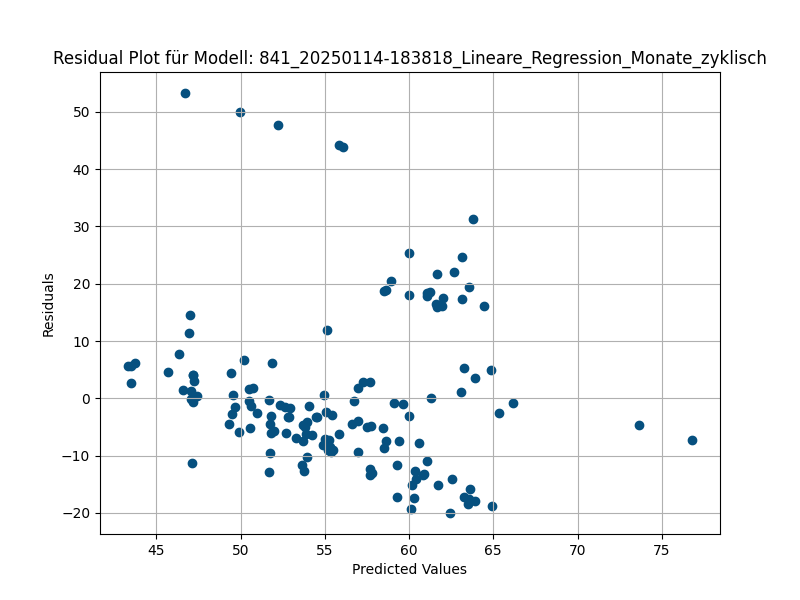 Residual Plot für Modell: 841_20250114-183818_Lineare_Regression_Monate_zyklisch
50
40
30
20
10
0
−10
−20
Residuals
45 50 55 60 65 70 75
Predicted Values